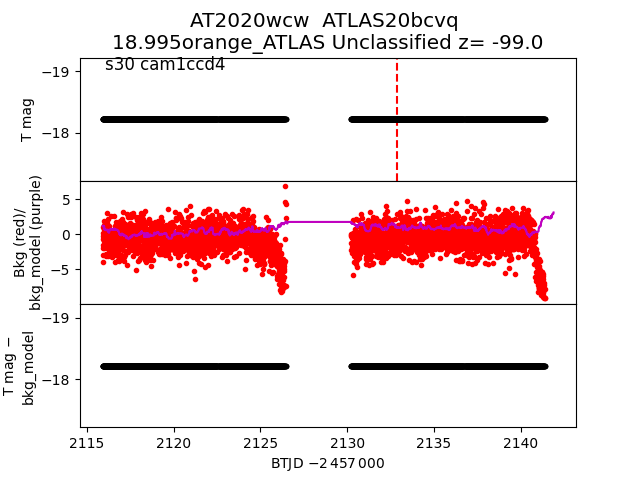 AT2020wcw  ATLAS20bcvq
18.995orange_ATLAS Unclassified z= -99.0
s30 cam1ccd4
−19
−18
T mag
5
0
−5
Bkg (red)/
bkg_model (purple)
−19
−18
T mag −
bkg_model
2115 2120 2125 2130 2135 2140
BTJD −2 457 000